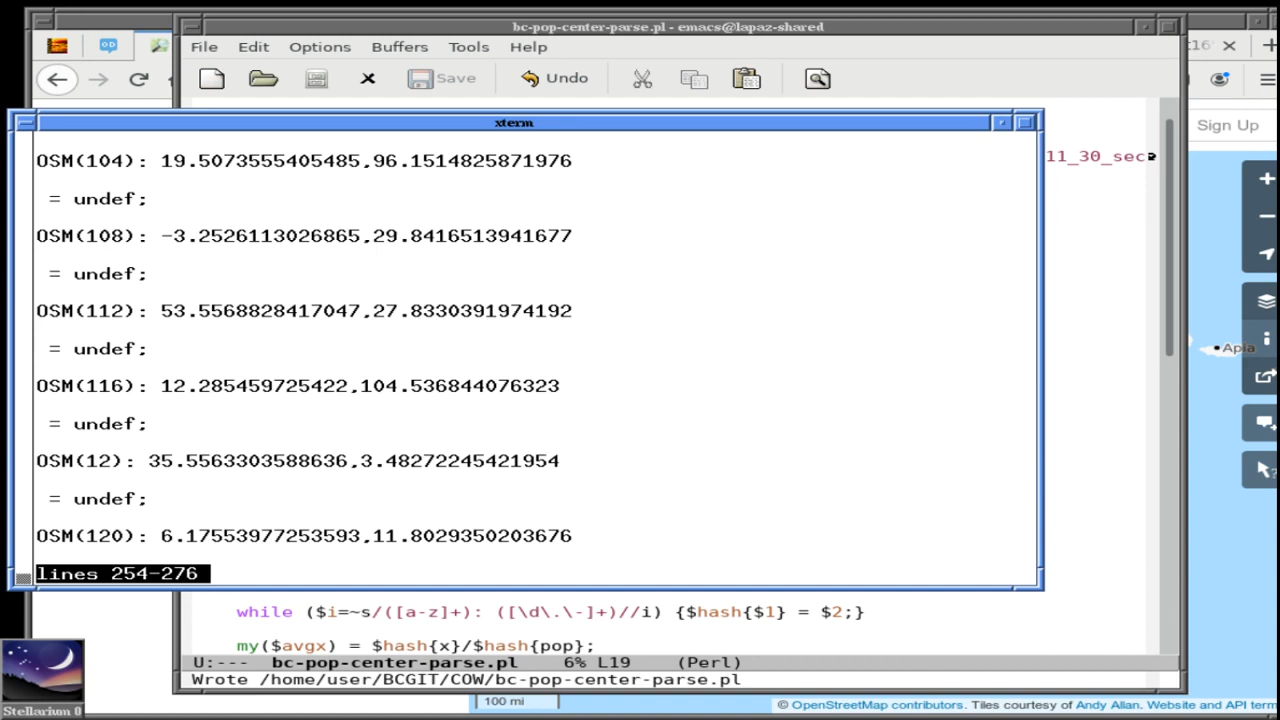 bc-pop-center-parse.pl - emacs@lapaz-shared
File Edit Options Buffers Tools Help
Save Undo
Sign Up
xterm
11_30_sec
OSM(104): 19.5073555405485,96.1514825871976
= undef;
OSM(108): -3.2526113026865,29.8416513941677
= undef;
OSM(112): 53.5568828417047,27.8330391974192
= undef;
OSM(116): 12.285459725422,104.536844076323
= undef;
OSM(12): 35.5563303588636,3.48272245421954
= undef;
OSM(120): 6.17553977253593,11.8029350203676
lines 254-276
Apia
while ($i=~s/([a-z]+): ([\d\.\-]+)//i) {$hash{$1} = $2;}
my($avgx) = $hash{x}/$hash{pop};
U:--- bc-pop-center-parse.pl 6% L19 (Perl)
Wrote /home/user/BCGIT/COW/bc-pop-center-parse.pl
100 mi
© OpenStreetMap contributors. Tiles courtesy of Andy Allan. Website and API term
Stellarium 0